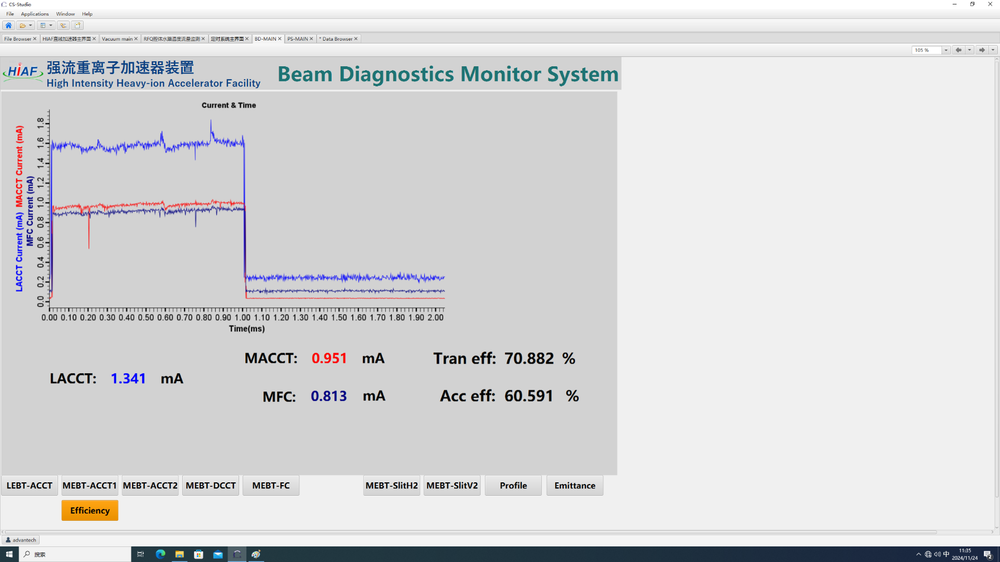 CS-Studio
File Applications Window Help
File Browser HIAF直线加速器主界面 Vacuum main RFQ腔体水路温度流量监测 定时系统主界面 BD-MAIN PS-MAIN * Data Browser
105 %
HIAF 强流重离子加速器装置
High Intensity Heavy-ion Accelerator Facility
Beam Diagnostics Monitor System
Current & Time
LACCT Current (mA) MACCT Current (mA)
MFC Current (mA)
1.8
1.6
1.4
1.2
1.0
0.8
0.6
0.4
0.2
0.0
0.00 0.10 0.20 0.30 0.40 0.50 0.60 0.70 0.80 0.90 1.00 1.10 1.20 1.30 1.40 1.50 1.60 1.70 1.80 1.90 2.00
Time(ms)
MACCT: 0.951 mA Tran eff: 70.882 %
LACCT: 1.341 mA
MFC: 0.813 mA Acc eff: 60.591 %
LEBT-ACCT MEBT-ACCT1 MEBT-ACCT2 MEBT-DCCT MEBT-FC MEBT-SlitH2 MEBT-SlitV2 Profile Emittance
Efficiency
advantech
搜索
中
11:35
2024/11/24
2